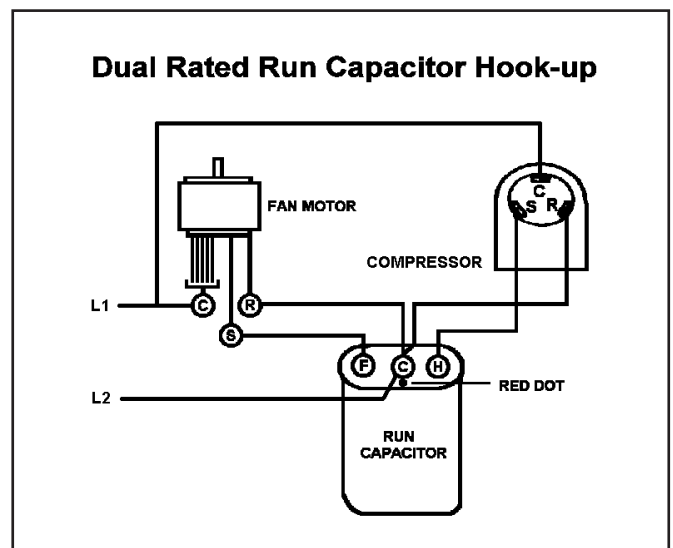 Dual Rated Run Capacitor Hook-up
C
S R
FAN MOTOR
COMPRESSOR
L1
C
R
S
F
C
H
RED DOT
L2
RUN
CAPACITOR